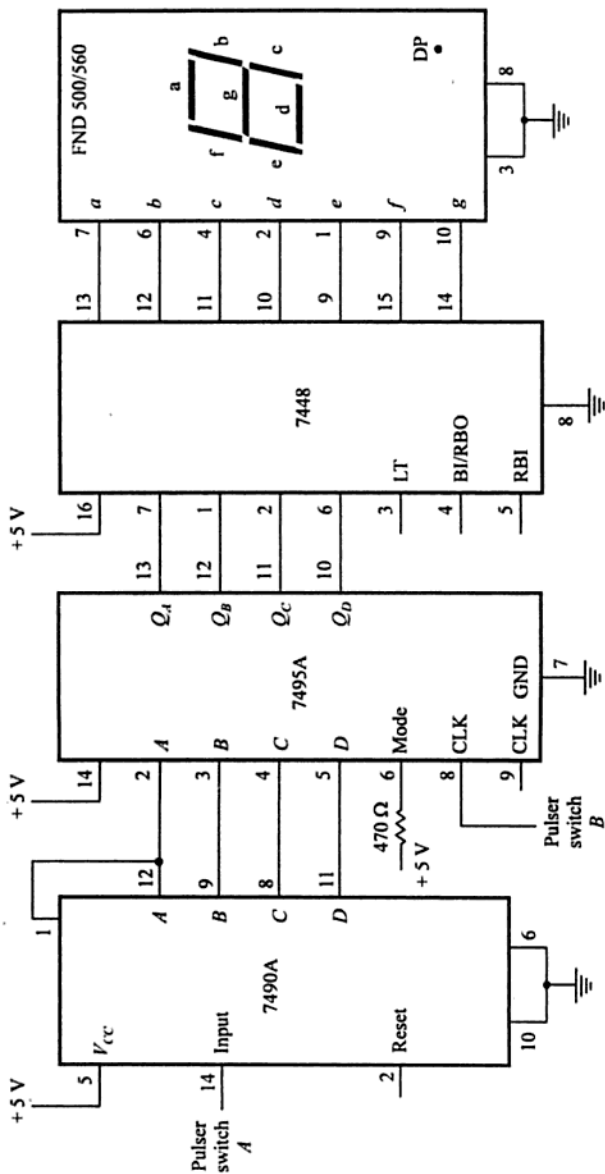 +5 V
5
V_CC
Pulser
switch
A
14
Input
2
Reset
7490A
1
A
12
B
9
C
8
D
11
10
6
+5 V
14
2
A
3
B
4
C
5
D
470 Ω
+ 5 V
6
Mode
Pulser
switch
B
8
CLK
9
CLK
GND
7
7495A
Q_A
13
Q_B
12
Q_C
11
Q_D
10
+5 V
16
7
1
2
6
3
LT
4
BI/RBO
5
RBI
7448
8
13
12
11
10
9
15
14
7
a
6
b
4
c
2
d
1
e
9
f
10
g
FND 500/560
a
b
c
d
e
f
g
DP
3
8